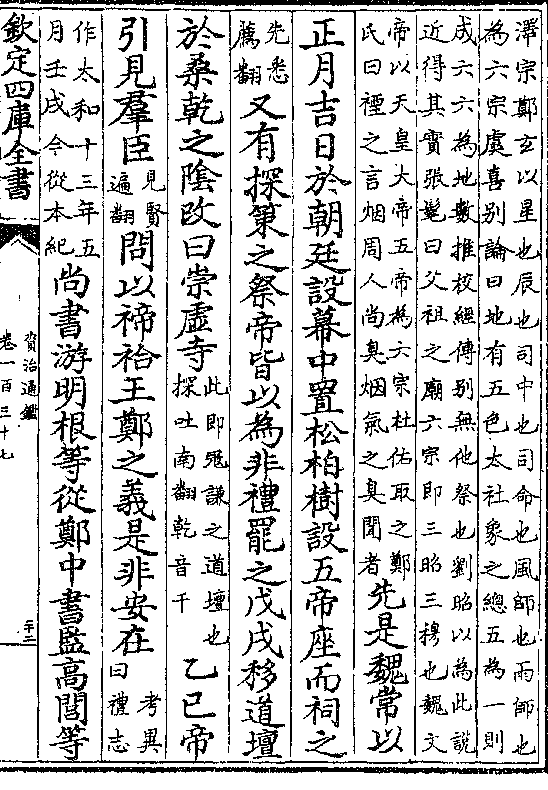 澤宗鄭玄以星也辰也司中也司命也風師也雨師也
為六宗虞喜別論曰地有五色太社象之總五為一則
成六六為地數推校經傳別無他祭也劉昭以為此説
近得其實張髦曰父祖之廟六宗即三昭三穆也魏文
帝以天皇大帝五帝為六宗杜佑取之鄭
氏曰禋之言烟周人尚臭烟氣之臭聞者
先是魏常以
正月吉日於朝廷設幕中置松柏樹設五帝座而祠之
先悉
薦翻
又有探策之祭帝皆以為非禮罷之戊戌移道壇
於桑乾之陰改曰崇虚寺
此即冦謙之道壇也
探吐南翻乾音干
乙巳帝
引見羣臣
見賢
遍翻
問以禘祫王鄭之義是非安在
考異
曰禮志
作太和十三年五
月壬戌今從本紀
尚書游明根等從鄭中書監高閭等
欽定四庫全書
資治通鑑
卷一百三十七